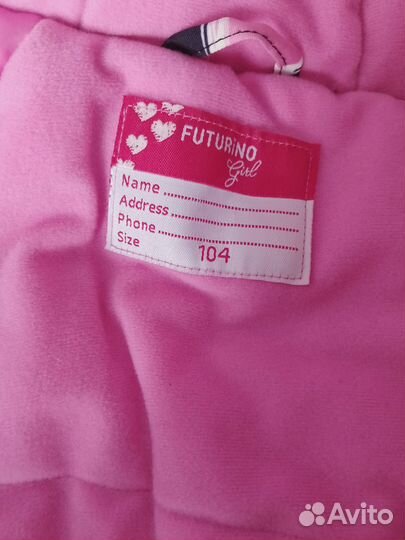 FUTURiNO
Girl
Name
Address
Phone
Size 104
Avito